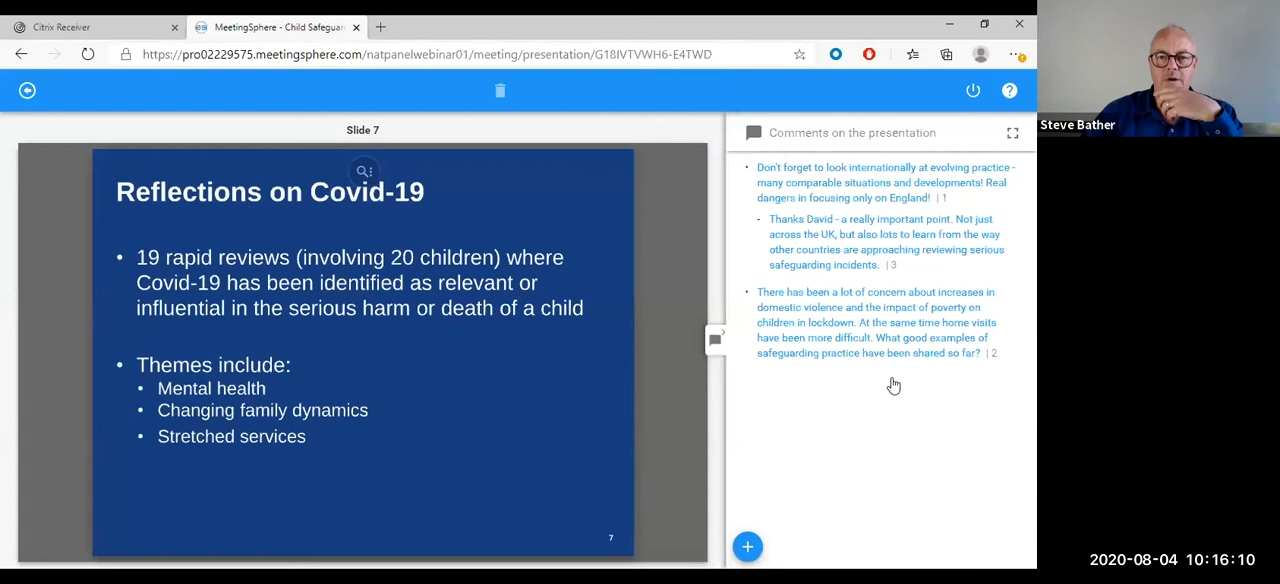 Citrix Receiver
MeetingSphere - Child Safeguar
https://pro02229575.meetingsphere.com/natpanelwebinar01/meeting/presentation/G18IVTVWH6-E4TWD
Slide 7
Reflections on Covid-19
• 19 rapid reviews (involving 20 children) where
Covid-19 has been identified as relevant or
influential in the serious harm or death of a child
• Themes include:
• Mental health
• Changing family dynamics
• Stretched services
7
Comments on the presentation
• Don't forget to look internationally at evolving practice -
many comparable situations and developments! Real
dangers in focusing only on England! | 1
- Thanks David - a really important point. Not just
across the UK, but also lots to learn from the way
other countries are approaching reviewing serious
safeguarding incidents. | 3
• There has been a lot of concern about increases in
domestic violence and the impact of poverty on
children in lockdown. At the same time home visits
have been more difficult. What good examples of
safeguarding practice have been shared so far? | 2
Steve Bather
2020-08-04 10:16:10